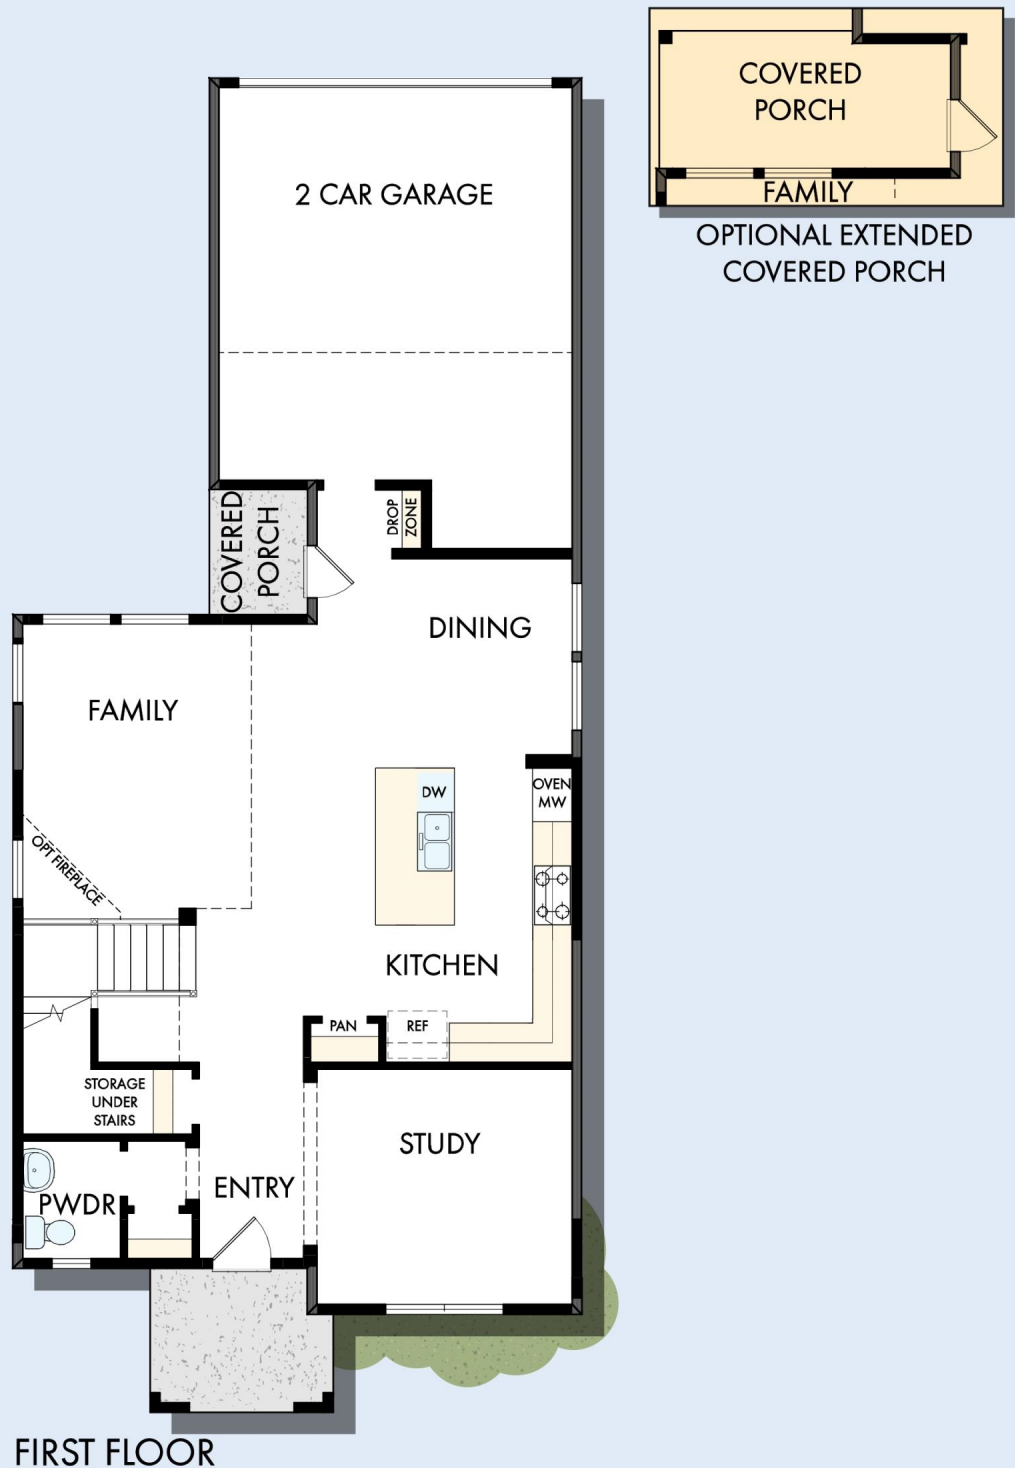 COVERED
PORCH
FAMILY
OPTIONAL EXTENDED
COVERED PORCH
2 CAR GARAGE
COVERED
PORCH
DROP
ZONE
DINING
FAMILY
DW
OVEN
MW
OPT FIREPLACE
KITCHEN
PAN
REF
STORAGE
UNDER
STAIRS
STUDY
ENTRY
PWDR
FIRST FLOOR